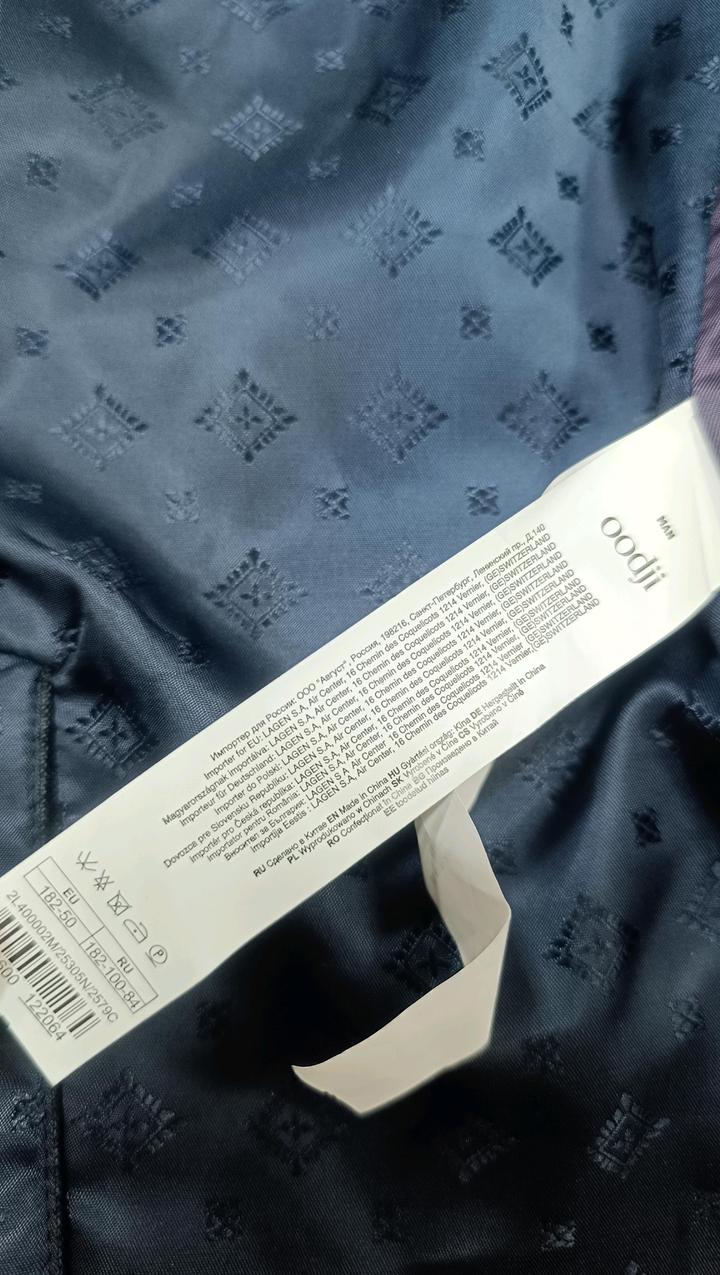 MAN
oodji
Импортер для России: ООО "Август", Россия, 198216, Санкт-Петербург, Ленинский пр., Д.140
Importer for EU: LAGEN S.A, Air Center, 16 Chemin des Coquelicots 1214 Vernier, (GE)SWITZERLAND
Magyarországnak importálva: LAGEN S.A, Air Center, 16 Chemin des Coquelicots 1214 Vernier, (GE)SWITZERLAND
Importeur für Deutschland: LAGEN S.A, Air Center, 16 Chemin des Coquelicots 1214 Vernier, (GE)SWITZERLAND
Importer do Polski: LAGEN S.A, Air Center, 16 Chemin des Coquelicots 1214 Vernier, (GE)SWITZERLAND
Dovozca pre Slovensku Republiku: LAGEN S.A, Air Center, 16 Chemin des Coquelicots 1214 Vernier, (GE)SWITZERLAND
Importér pro Česká republika: LAGEN S.A, Air Center, 16 Chemin des Coquelicots 1214 Vernier, (GE)SWITZERLAND
Importator pentru România: LAGEN S.A, Air Center, 16 Chemin des Coquelicots 1214 Vernier, (GE)SWITZERLAND
Вносител за България: LAGEN S.A, Air Center, 16 Chemin des Coquelicots 1214 Vernier, (GE)SWITZERLAND
Importija Eestis: LAGEN S.A, Air Center, 16 Chemin des Coquelicots 1214 Vernier, (GE)SWITZERLAND
RU Сделано в Китае EN Made in China HU Gyártési ország: Kína DE Hergestellt in China
PL Wyprodukowano w Chinach SK Vyrobené v Číne CS Vyrobeno v Číně
RO Confecţionat în China BG Произведено в Китай
EE toodetud hiinas
P
EU RU
182-50 182-100-84
2L400002M/25305N/2579C
600 122064